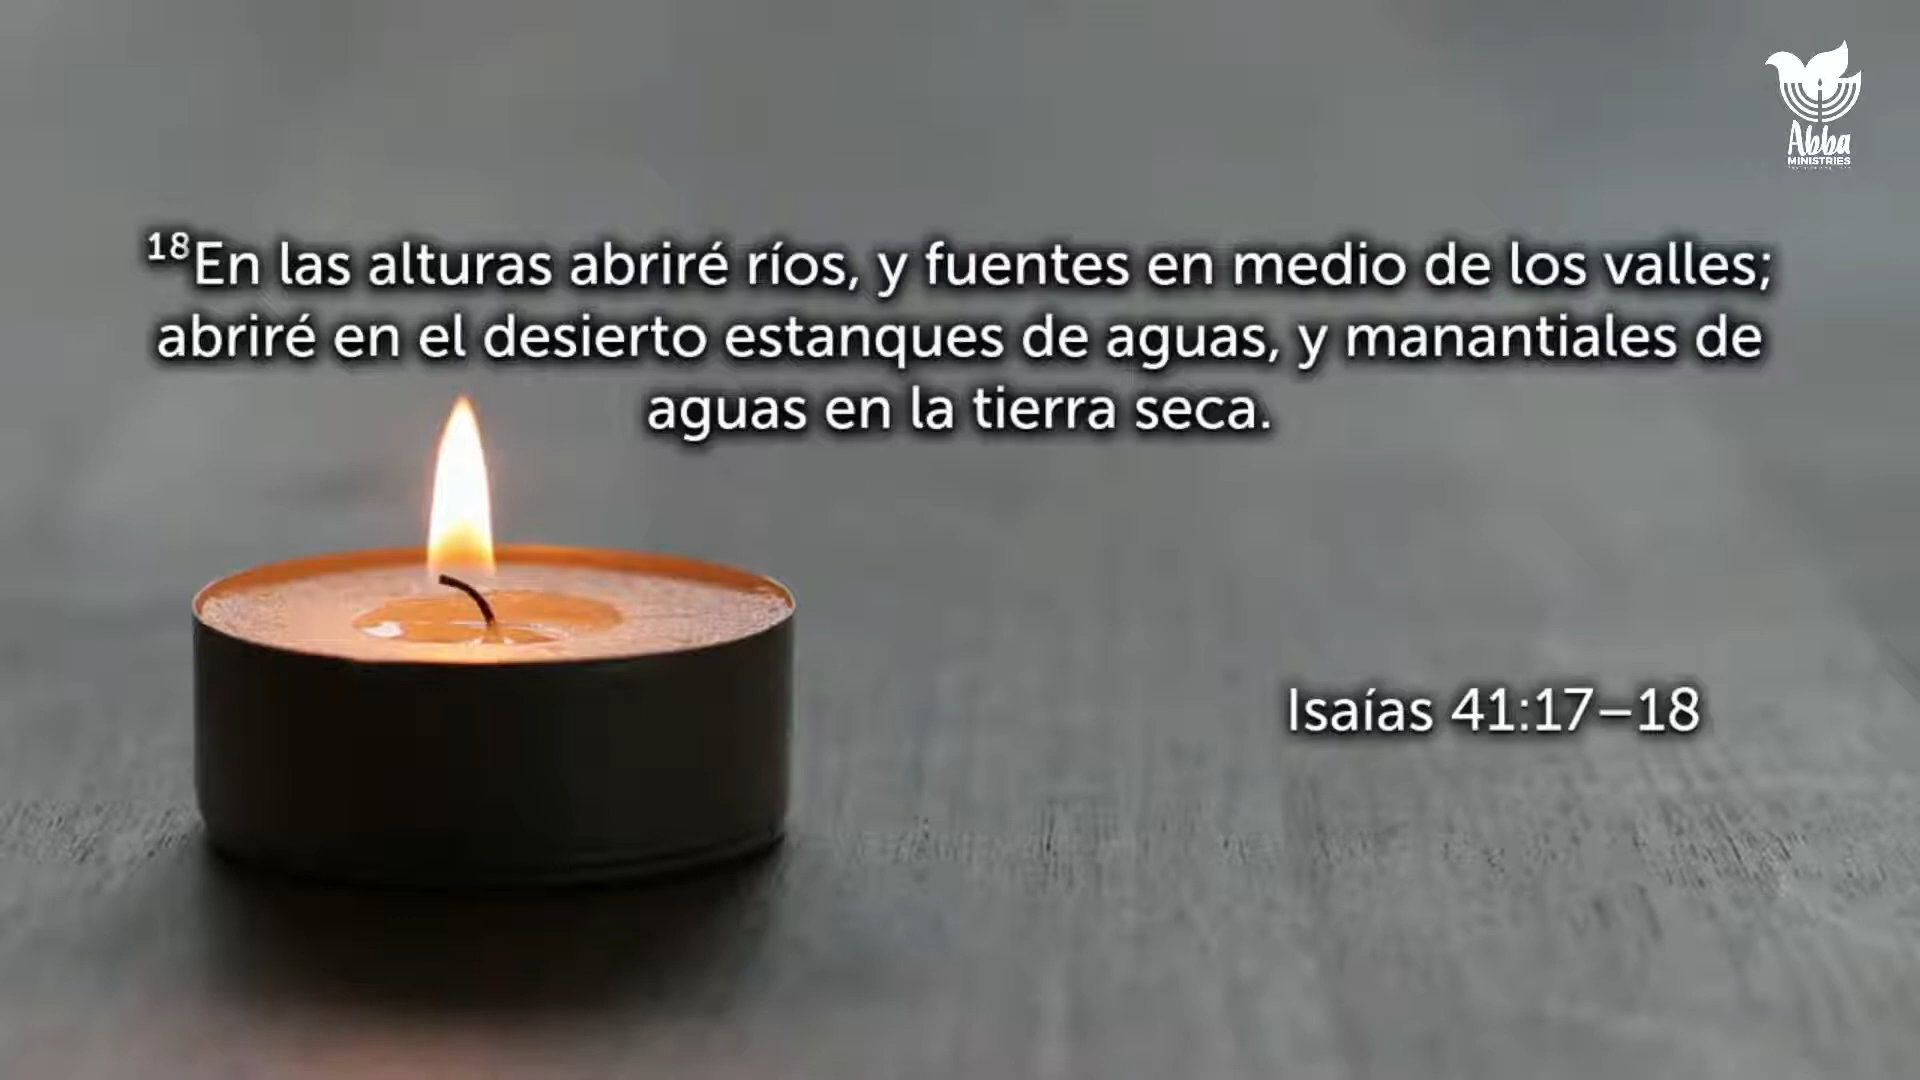 ¹⁸En las alturas abriré ríos, y fuentes en medio de los valles;
abriré en el desierto estanques de aguas, y manantiales de
aguas en la tierra seca.
Isaías 41:17–18
Abba
MINISTRIES